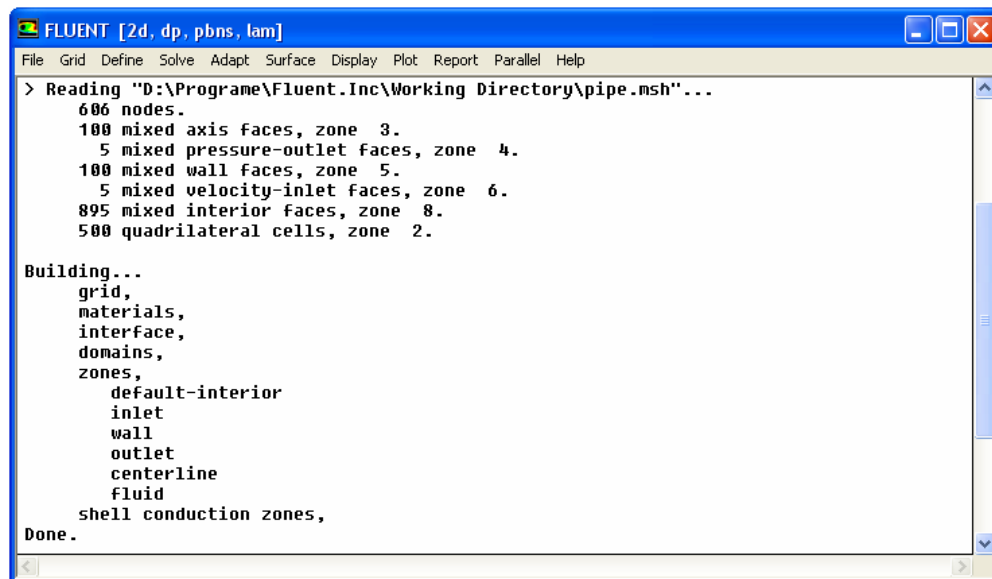 FLUENT [2d, dp, pbns, lam]
File Grid Define Solve Adapt Surface Display Plot Report Parallel Help
> Reading "D:\Programe\Fluent.Inc\Working Directory\pipe.msh"...
606 nodes.
100 mixed axis faces, zone 3.
5 mixed pressure-outlet faces, zone 4.
100 mixed wall faces, zone 5.
5 mixed velocity-inlet faces, zone 6.
895 mixed interior faces, zone 8.
500 quadrilateral cells, zone 2.
Building...
grid,
materials,
interface,
domains,
zones,
default-interior
inlet
wall
outlet
centerline
fluid
shell conduction zones,
Done.